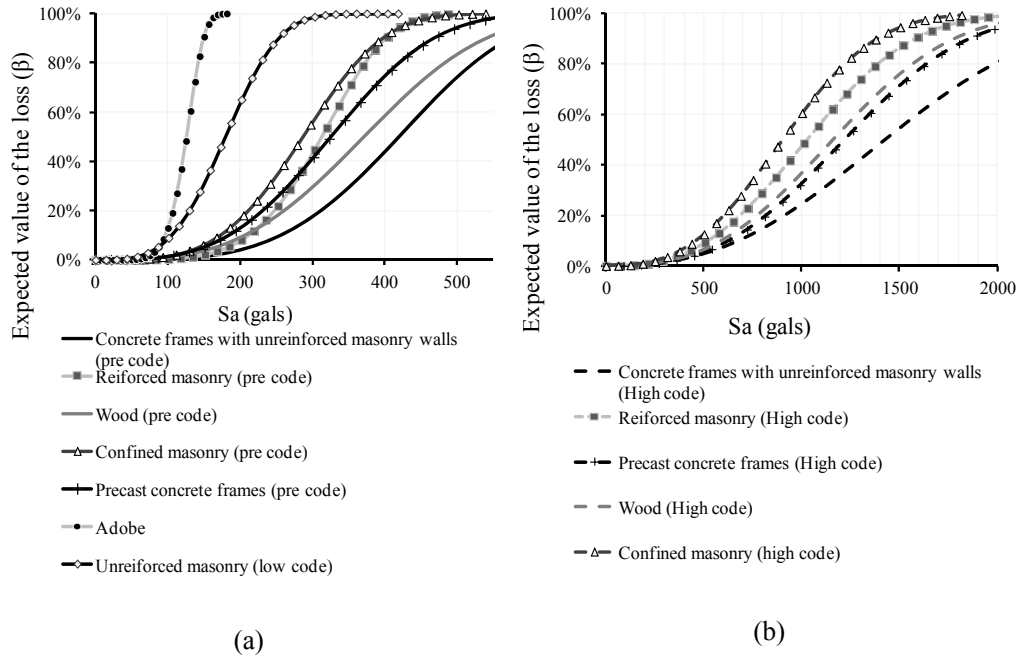 Expected value of the loss (β)
100%
80%
60%
40%
20%
0%
0 100 200 300 400 500
Sa (gals)
Concrete frames with unreinforced masonry walls
(pre code)
Reiforced masonry (pre code)
Wood (pre code)
Confined masonry (pre code)
Precast concrete frames (pre code)
Adobe
Unreiforced masonry (low code)
(a)
Expected value of the loss (β)
100%
80%
60%
40%
20%
0%
0 500 1000 1500 2000
Sa (gals)
Concrete frames with unreinforced masonry walls
(High code)
Reiforced masonry (High code)
Precast concrete frames (High code)
Wood (High code)
Confined masonry (high code)
(b)